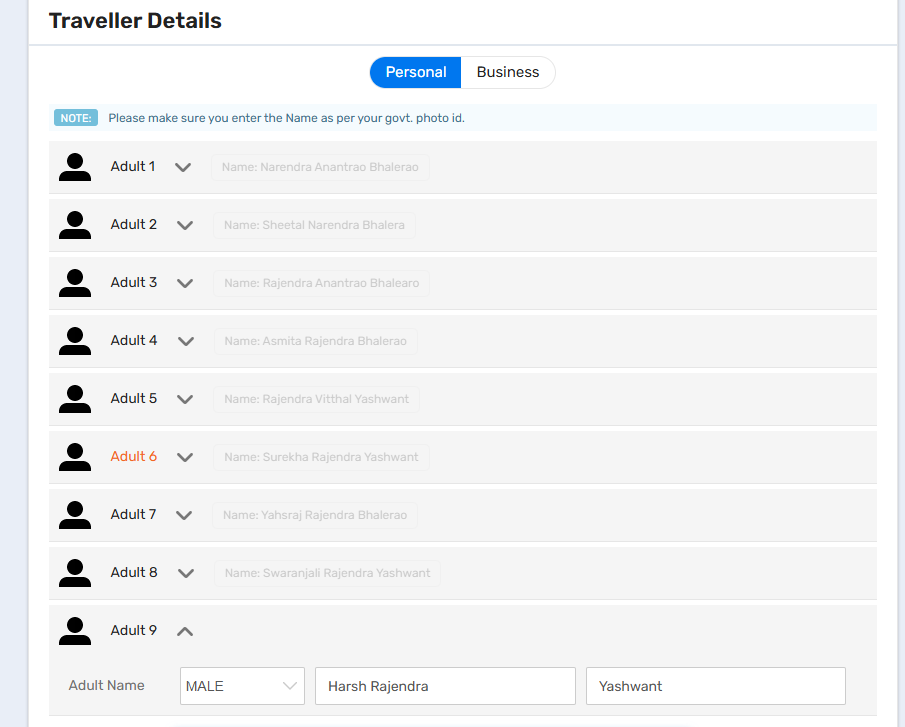 Traveller Details
Personal Business
NOTE: Please make sure you enter the Name as per your govt. photo id.
Adult 1 Name: Narendra Anantrao Bhalerao
Adult 2 Name: Sheetal Narendra Bhalera
Adult 3 Name: Rajendra Anantrao Bhalearo
Adult 4 Name: Asmita Rajendra Bhalerao
Adult 5 Name: Rajendra Vitthal Yashwant
Adult 6 Name: Surekha Rajendra Yashwant
Adult 7 Name: Yahsraj Rajendra Bhalerao
Adult 8 Name: Swaranjali Rajendra Yashwant
Adult 9
Adult Name MALE Harsh Rajendra Yashwant